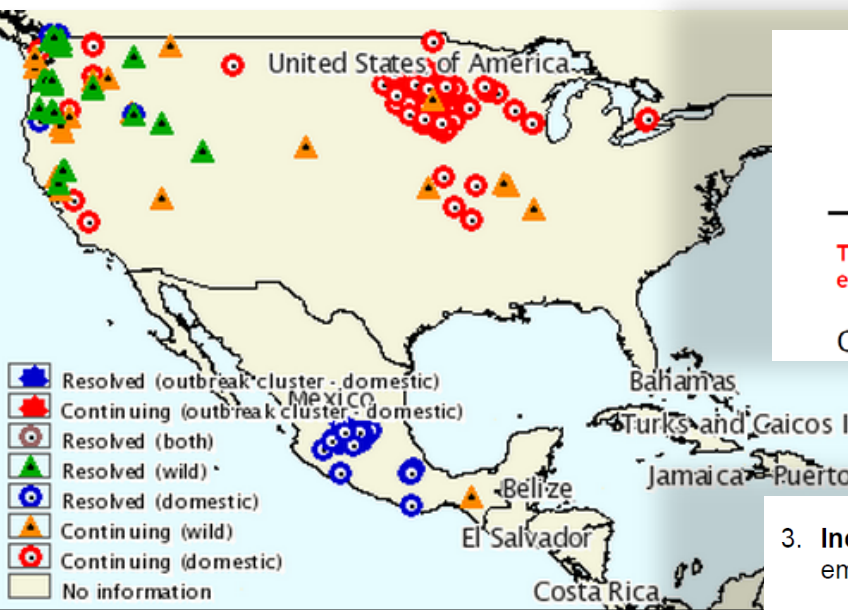 United States of America
T
e
C
Resolved (outbreak cluster - domestic)
Continuing (outbreak cluster - domestic)
Resolved (both)
Resolved (wild)
Resolved (domestic)
Continuing (wild)
Continuing (domestic)
No information
Mexico
Bahamas
Turks and Caicos I
Jamaica
Puerto
Belize
El Salvador
Costa Rica
3. In
em